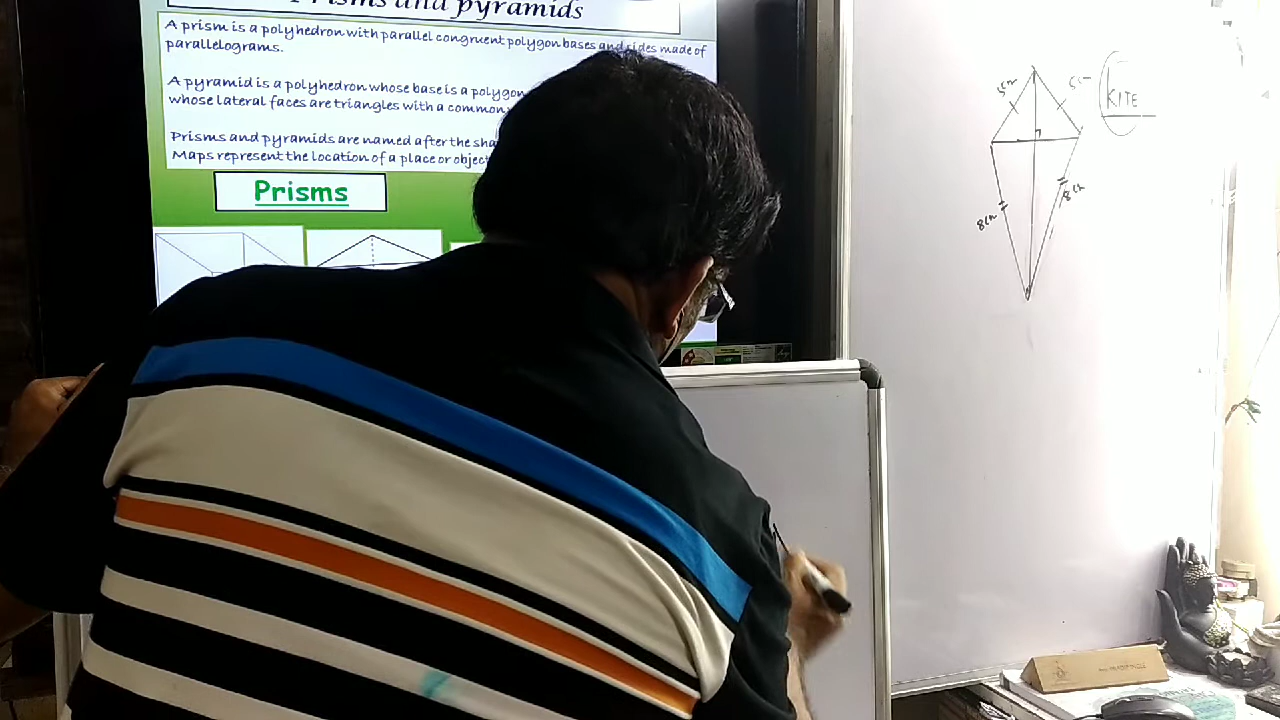 Prisms and pyramids
A prism is a polyhedron with parallel congruent polygon bases and sides made of
parallelograms.
A pyramid is a polyhedron whose base is a polygon
whose lateral faces are triangles with a common
Prisms and pyramids are named after the sha
Maps represent the location of a place or object
Prisms
5cm
KITE
8cm
8cm